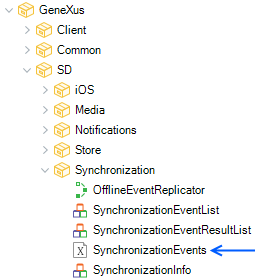 GeneXus
Client
Common
SD
iOS
Media
Notifications
Store
Synchronization
OfflineEventReplicator
SynchronizationEventList
SynchronizationEventResultList
X SynchronizationEvents
SynchronizationInfo